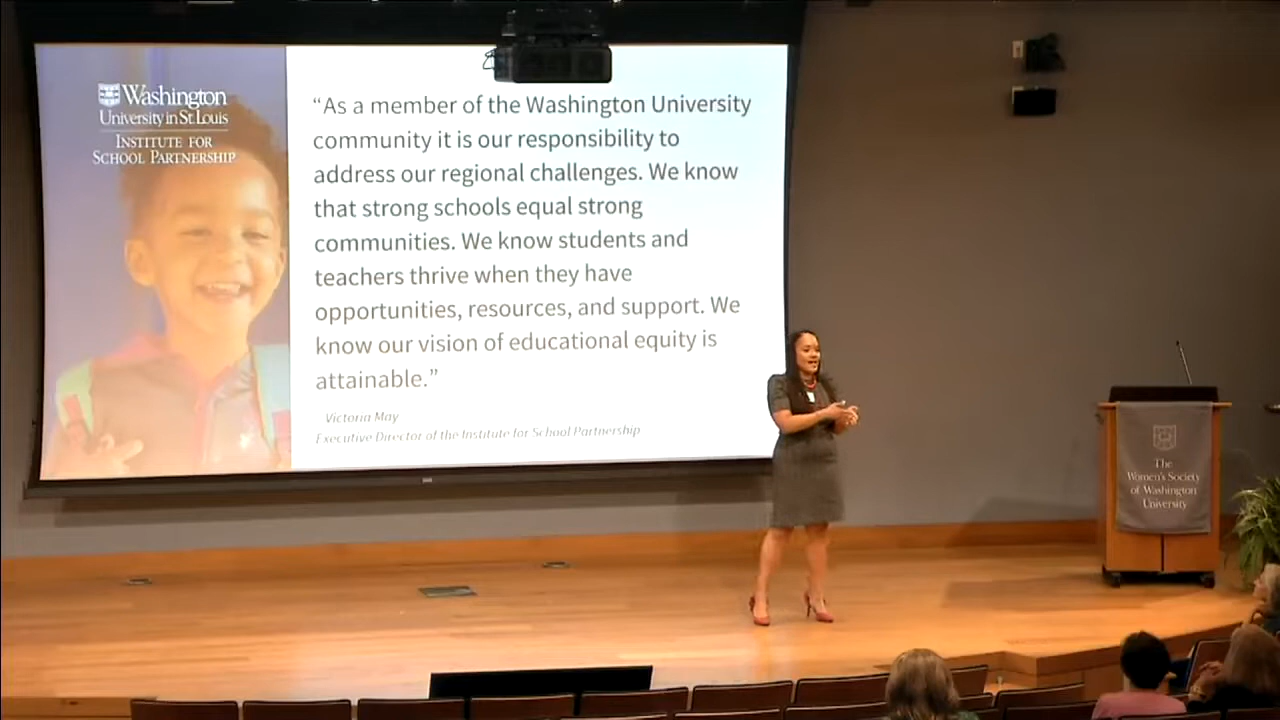 Washington
University in St. Louis
INSTITUTE FOR
SCHOOL PARTNERSHIP
“As a member of the Washington University
community it is our responsibility to
address our regional challenges. We know
that strong schools equal strong
communities. We know students and
teachers thrive when they have
opportunities, resources, and support. We
know our vision of educational equity is
attainable.”
Victoria May
Executive Director of the Institute for School Partnership
The
Women's Society
of Washington
University